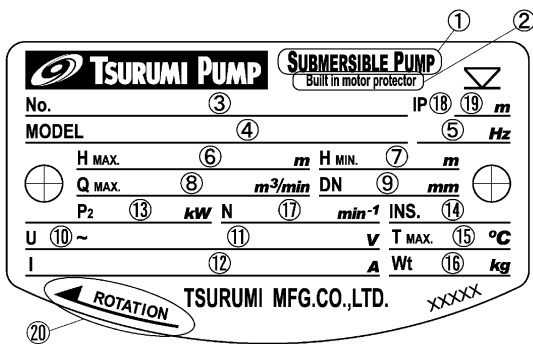 ① ②
TSURUMI PUMP SUBMERSIBLE PUMP
Built in motor protector
No. ③ IP ⑱ ⑲ m
MODEL ④ ⑤ Hz
H MAX. ⑥ m H MIN. ⑦ m
Q MAX. ⑧ m³/min DN ⑨ mm
P₂ ⑬ kW N ⑰ min⁻¹ INS. ⑭
U ⑩ ~ ⑪ V T MAX. ⑮ ºC
I ⑫ A Wt ⑯ kg
ROTATION TSURUMI MFG.CO.,LTD. XXXXX
⑳